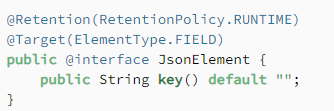 @Retention(RetentionPolicy.RUNTIME)
@Target(ElementType.FIELD)
public @interface JsonElement {
    public String key() default "";
}